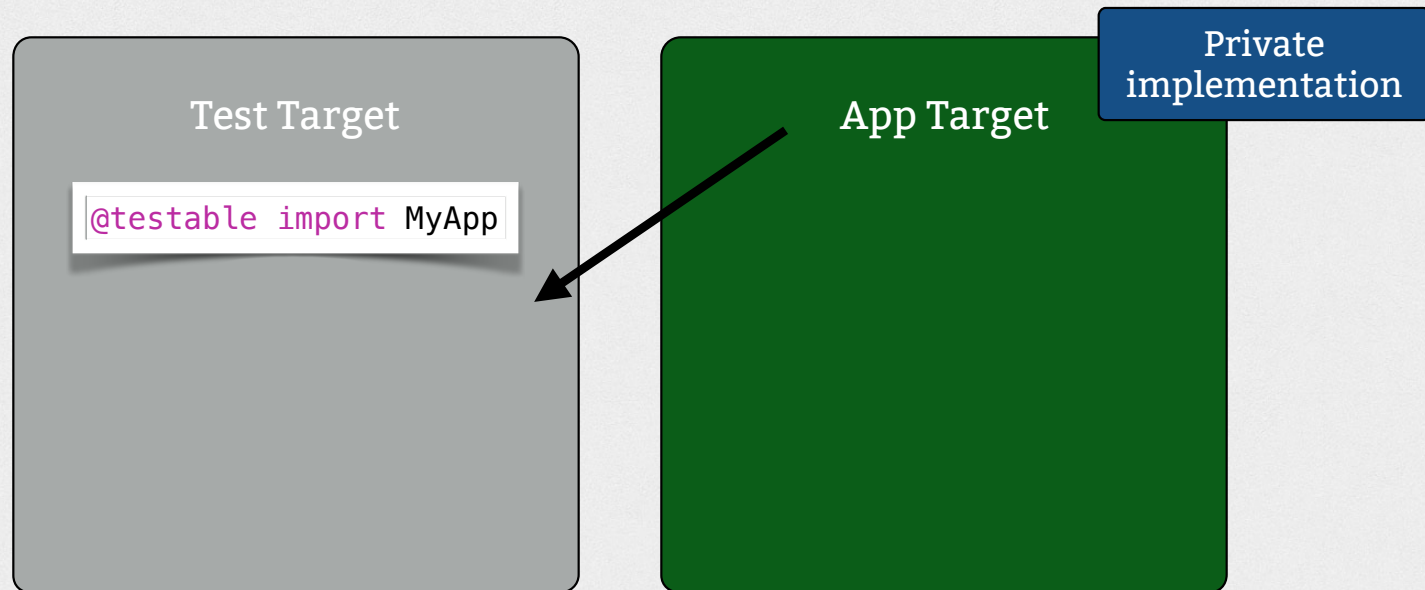 Private
implementation
Test Target
App Target
@testable import MyApp